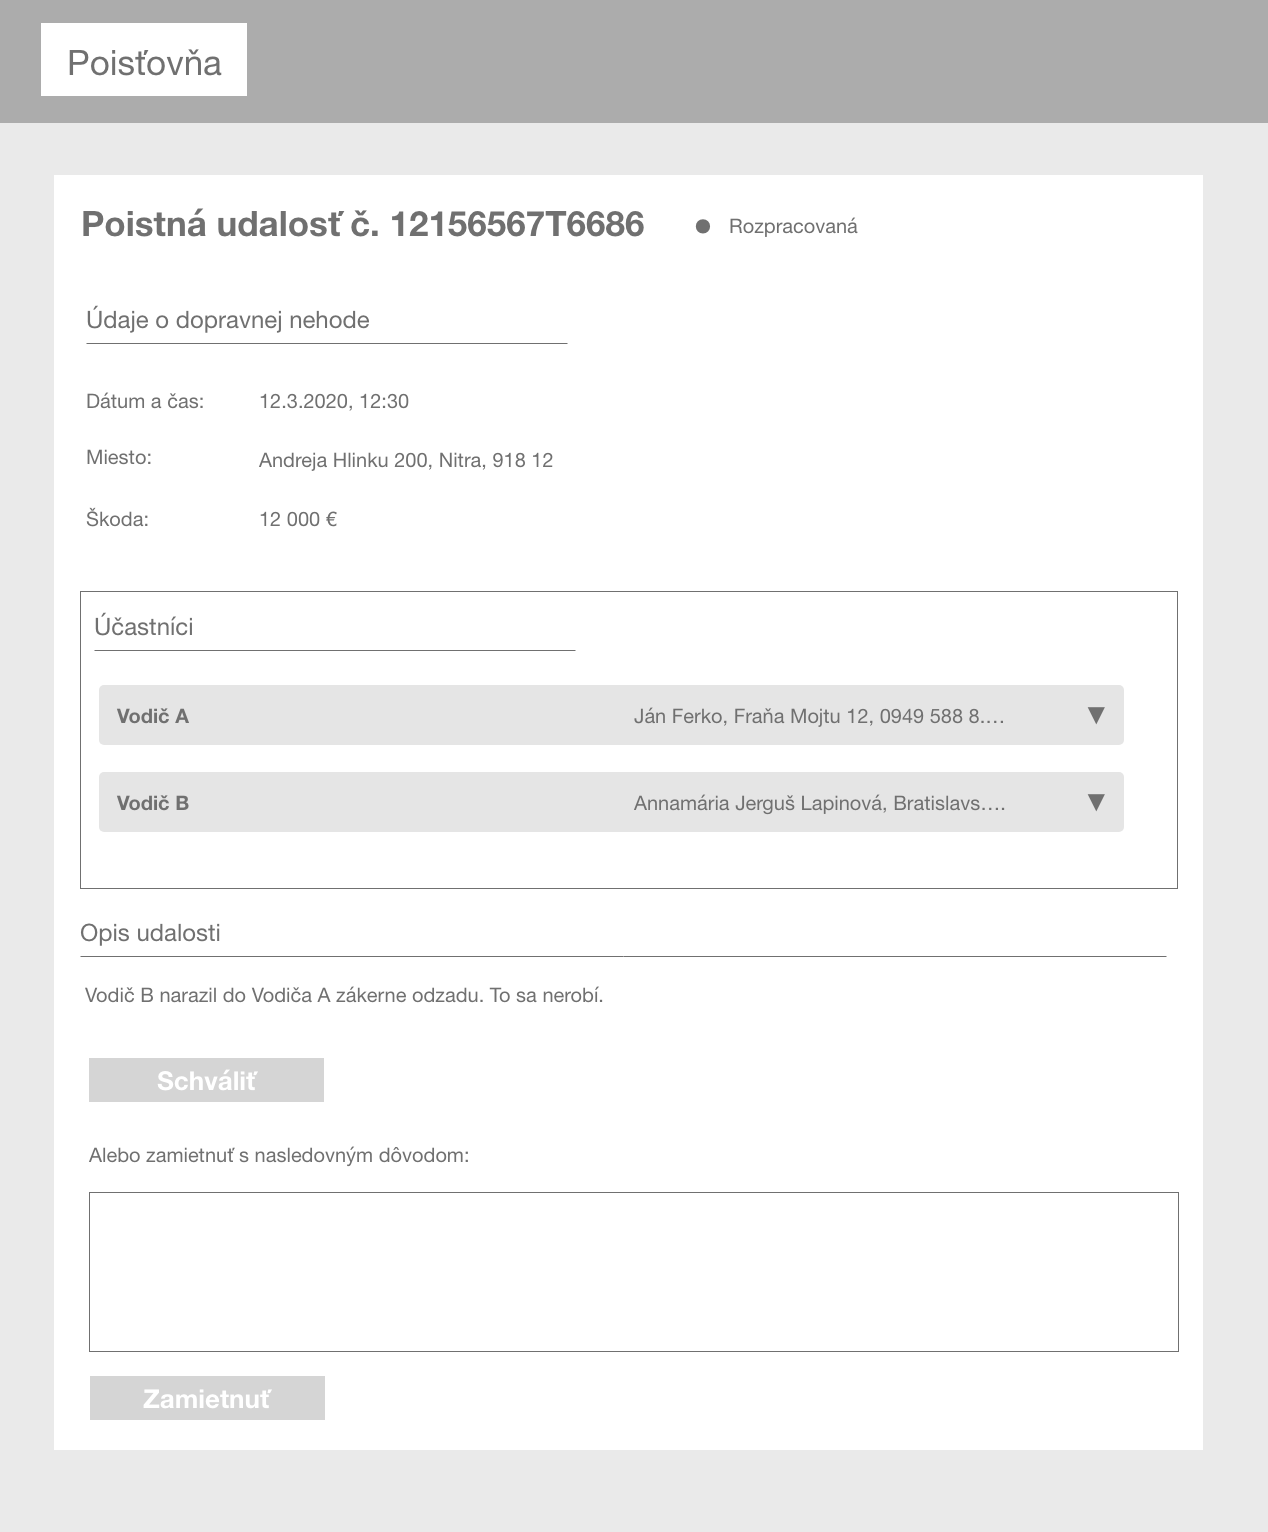 Poisťovňa
Poistná udalosť č. 12156567T6686
Rozpracovaná
Údaje o dopravnej nehode
Dátum a čas: 12.3.2020, 12:30
Miesto: Andreja Hlinku 200, Nitra, 918 12
Škoda: 12 000 €
Účastníci
Vodič A Ján Ferko, Fraňa Mojtu 12, 0949 588 8.... ▼
Vodič B Annamária Jerguš Lapinová, Bratislavs.... ▼
Opis udalosti
Vodič B narazil do Vodiča A zákerne odzadu. To sa nerobí.
Schváliť
Alebo zamietnuť s nasledovným dôvodom:
Zamietnuť